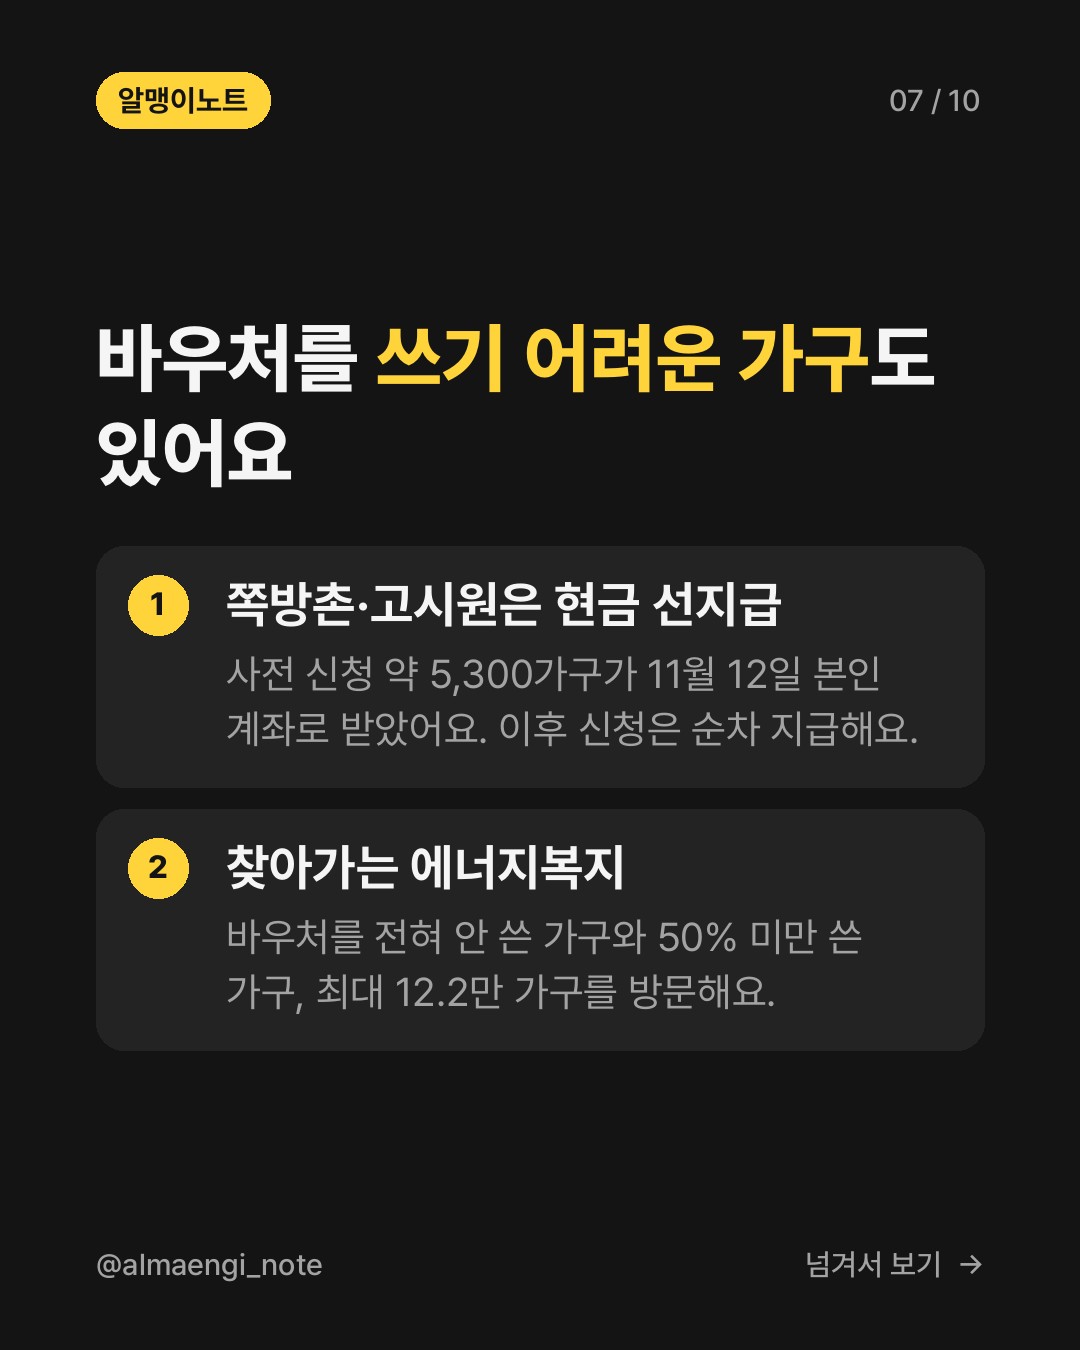 알맹이노트
07 / 10
바우처를 쓰기 어려운 가구도
있어요
1
쪽방촌·고시원은 현금 선지급
사전 신청 약 5,300가구가 11월 12일 본인
계좌로 받았어요. 이후 신청은 순차 지급해요.
2
찾아가는 에너지복지
바우처를 전혀 안 쓴 가구와 50% 미만 쓴
가구, 최대 12.2만 가구를 방문해요.
@almaengi_note
넘겨서 보기 →